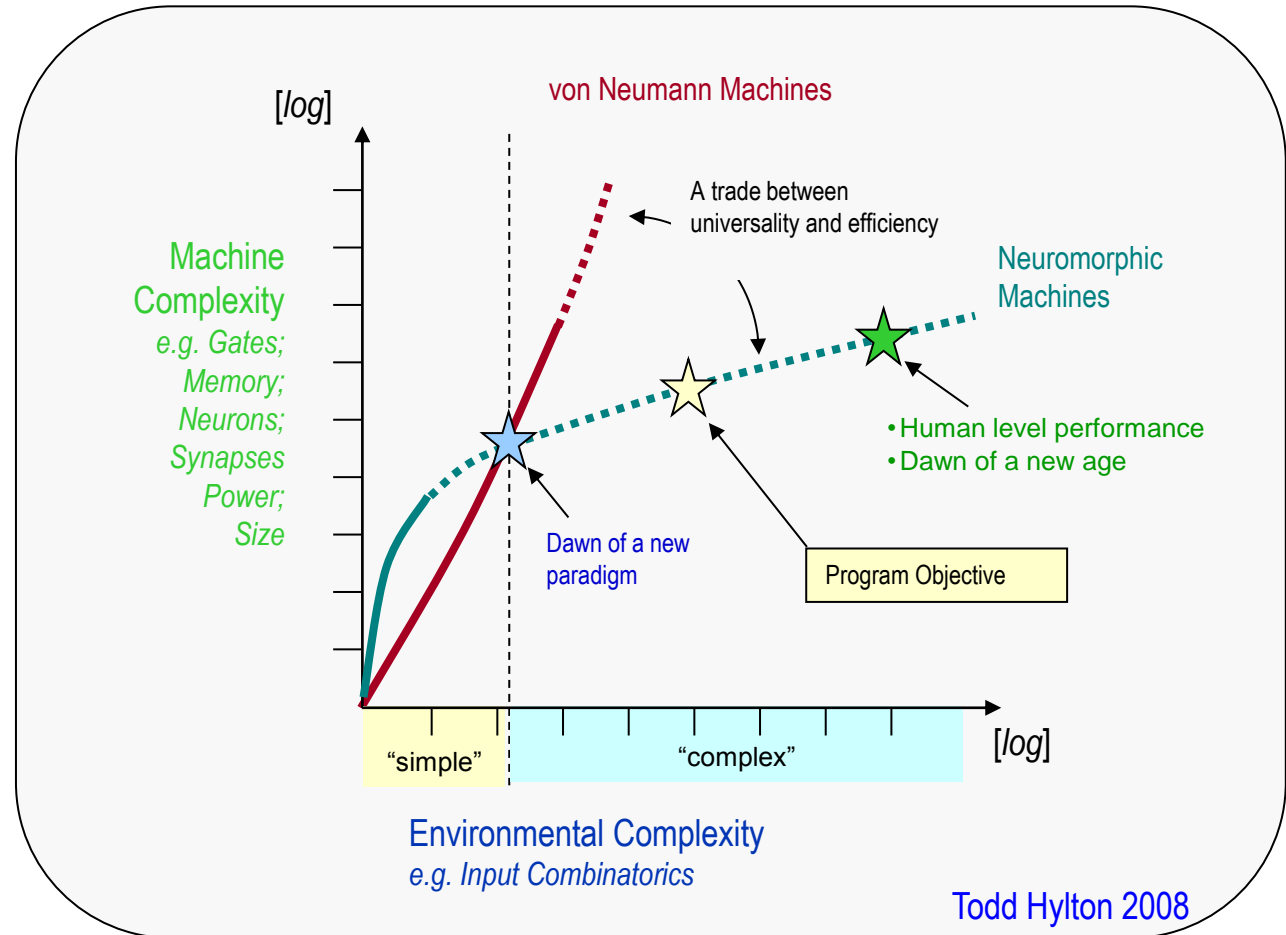 von Neumann Machines
[log]
A trade between
universality and efficiency
Machine
Complexity
e.g. Gates;
Memory;
Neurons;
Synapses
Power;
Size
Neuromorphic
Machines
•Human level performance
•Dawn of a new age
Dawn of a new
paradigm
Program Objective
"simple"
"complex"
[log]
Environmental Complexity
e.g. Input Combinatorics
Todd Hylton 2008